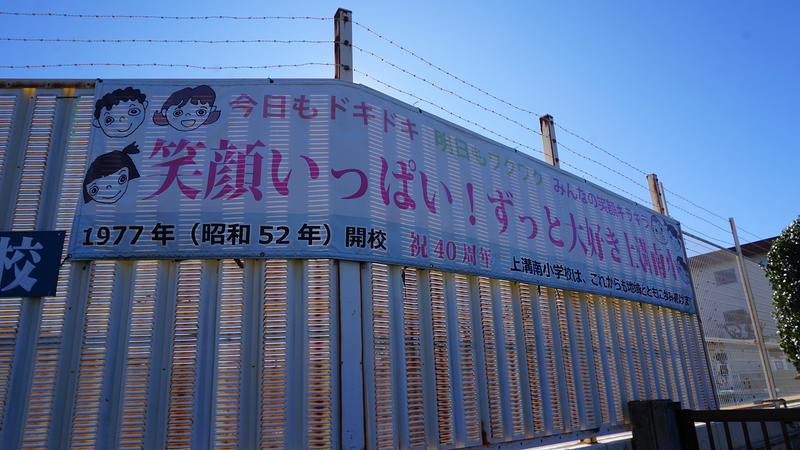 今日もドキドキ 明日もワクワク みんなの笑顔キラキラ
笑顔いっぱい！ずっと大好き上溝南小
1977年（昭和52年）開校 祝40周年
上溝南小学校は、これからも地域とともに歩み続けます
校